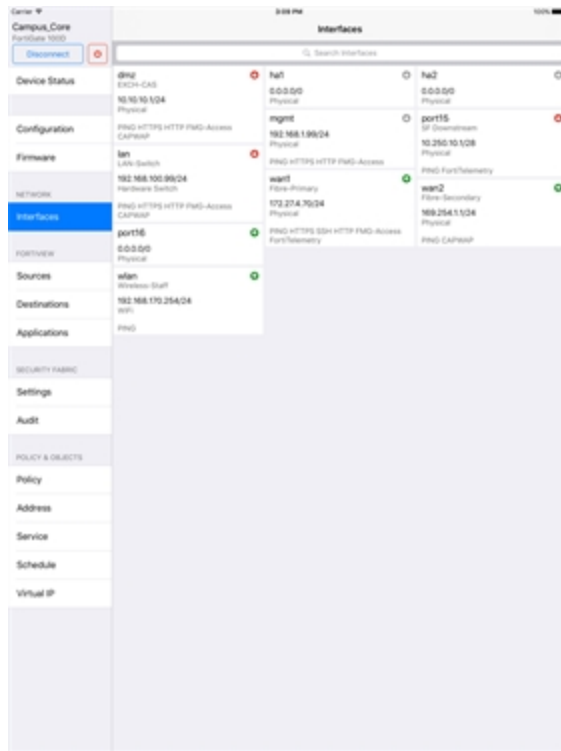 Carrier
3:09 PM
100%
Campus_Core
FortiGate 100D
Disconnect
Interfaces
Search Interfaces
Device Status
Configuration
Firmware
NETWORK
Interfaces
FORTIVIEW
Sources
Destinations
Applications
SECURITY FABRIC
Settings
Audit
POLICY & OBJECTS
Policy
Address
Service
Schedule
Virtual IP
dmz
EXCH-CAS
10.10.10.1/24
Physical
PING HTTPS HTTP FMG-Access
CAPWAP
lan
LAN-Switch
192.168.100.99/24
Hardware Switch
PING HTTPS HTTP FMG-Access
CAPWAP
port16
0.0.0.0/0
Physical
wlan
Wireless-Staff
192.168.170.254/24
WiFi
PING
ha1
0.0.0.0/0
Physical
mgmt
192.168.1.99/24
Physical
PING HTTPS HTTP FMG-Access
wan1
Fibre-Primary
172.27.4.70/24
Physical
PING HTTPS SSH HTTP FMG-Access
FortiTelemetry
ha2
0.0.0.0/0
Physical
port15
SF Downstream
10.250.10.1/28
Physical
PING FortiTelemetry
wan2
Fibre-Secondary
169.254.1.1/24
Physical
PING CAPWAP